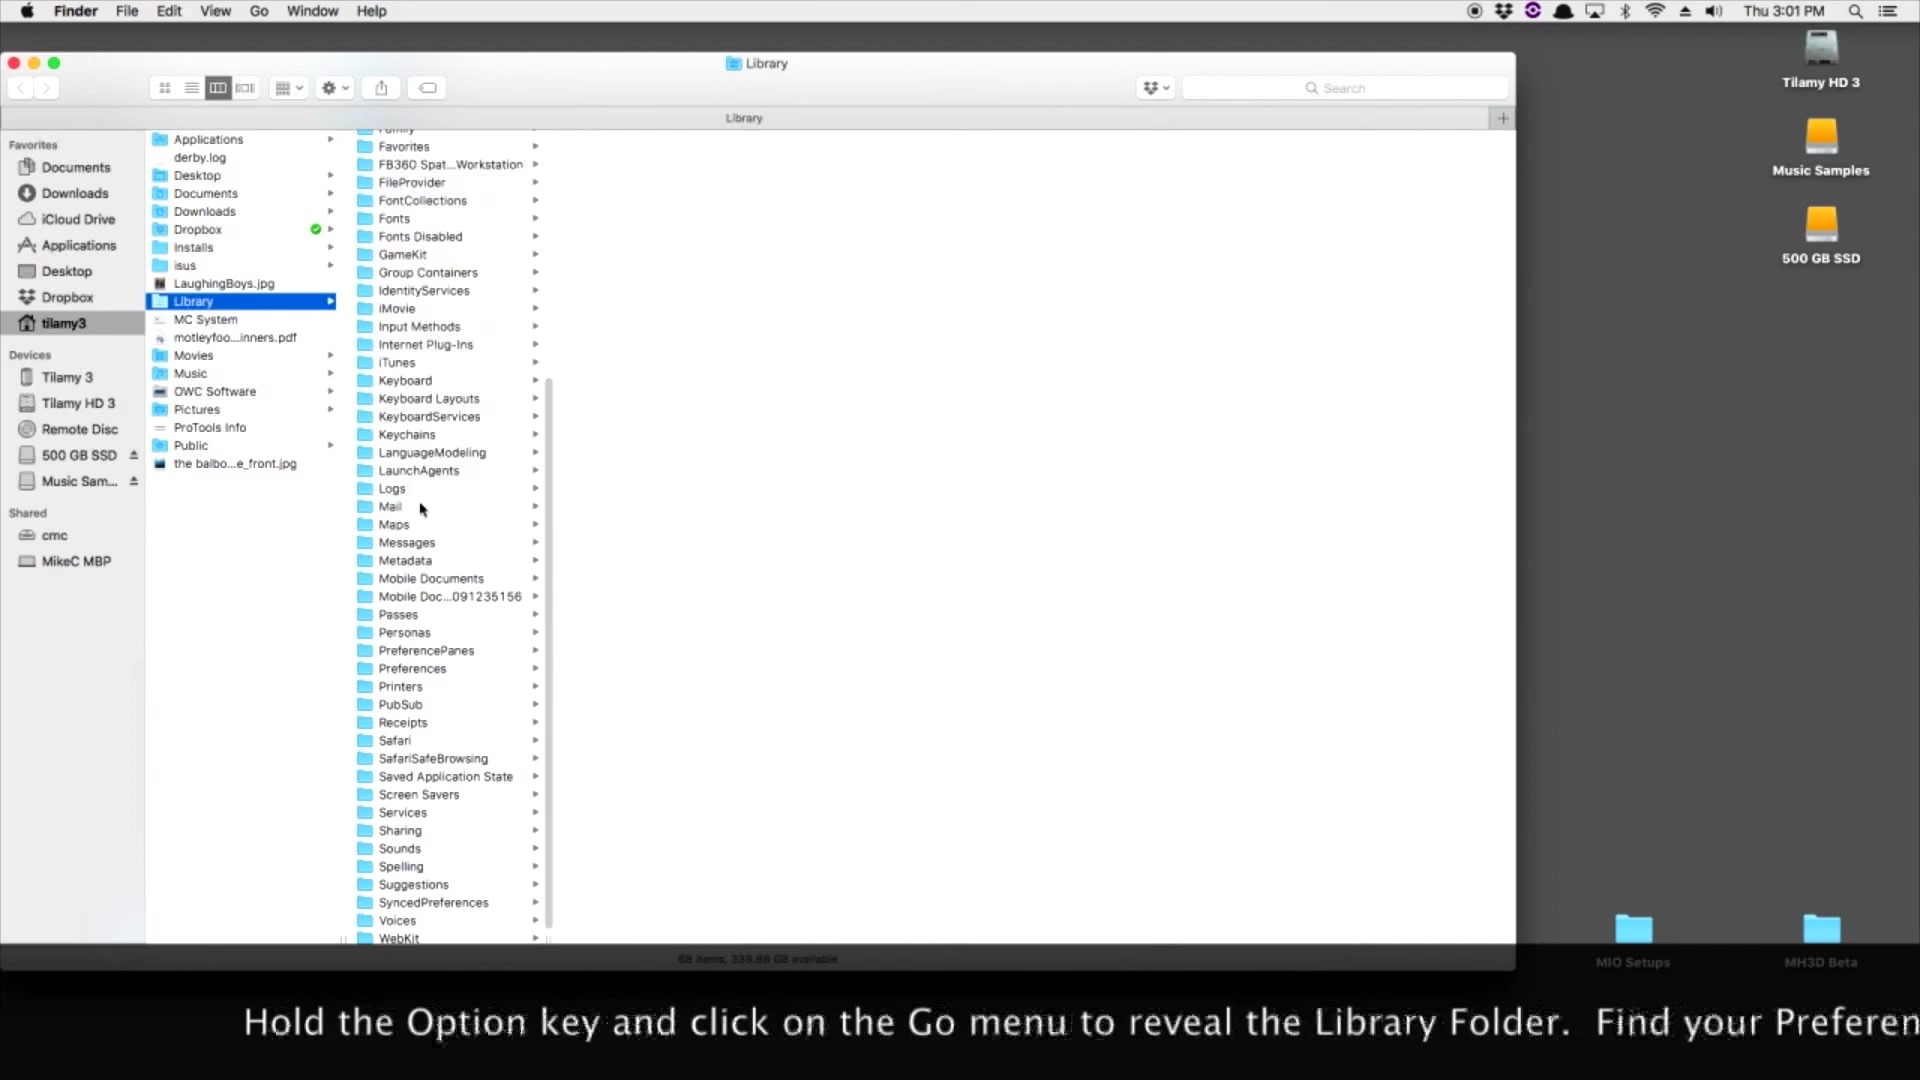 Finder File Edit View Go Window Help
Thu 3:01 PM
Library
Search
Library
Favorites
Documents
Downloads
iCloud Drive
Applications
Desktop
Dropbox
tilamy3
Devices
Tilamy 3
Tilamy HD 3
Remote Disc
500 GB SSD
Music Sam...
Shared
cmc
MikeC MBP
Applications
derby.log
Desktop
Documents
Downloads
Dropbox
Installs
isus
LaughingBoys.jpg
Library
MC System
motleyfoo...inners.pdf
Movies
Music
OWC Software
Pictures
ProTools Info
Public
the balbo...e_front.jpg
Family
Favorites
FB360 Spat...Workstation
FileProvider
FontCollections
Fonts
Fonts Disabled
GameKit
Group Containers
IdentityServices
iMovie
Input Methods
Internet Plug-Ins
iTunes
Keyboard
Keyboard Layouts
KeyboardServices
Keychains
LanguageModeling
LaunchAgents
Logs
Mail
Maps
Messages
Metadata
Mobile Documents
Mobile Doc...091235156
Passes
Personas
PreferencePanes
Preferences
Printers
PubSub
Receipts
Safari
SafariSafeBrowsing
Saved Application State
Screen Savers
Services
Sharing
Sounds
Spelling
Suggestions
SyncedPreferences
Voices
WebKit
68 items, 339.88 GB available
Tilamy HD 3
Music Samples
500 GB SSD
MIO Setups
MH3D Beta
Hold the Option key and click on the Go menu to reveal the Library Folder. Find your Preferen